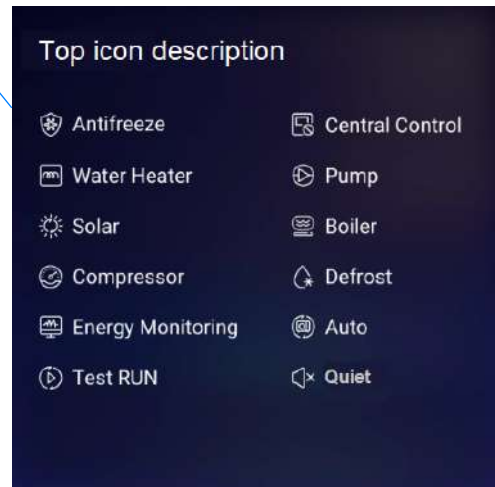 Top icon description
Antifreeze
Central Control
Water Heater
Pump
Solar
Boiler
Compressor
Defrost
Energy Monitoring
Auto
Test RUN
Quiet